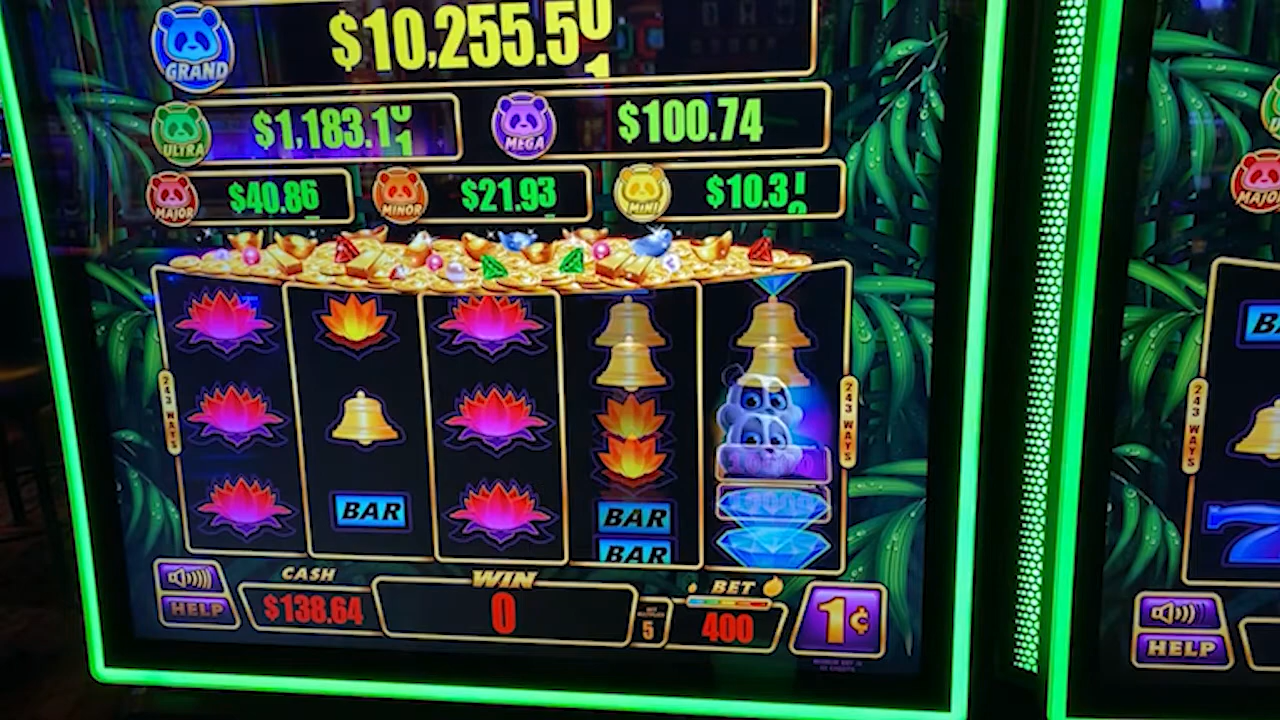 GRAND $10,255.50
ULTRA $1,183.1
MEGA $100.74
MAJOR $40.86
MINOR $21.93
MINI $10.3
MAJOR
243 WAYS
243 WAYS
243 WAYS
BAR
BAR
BAR
CASH
WIN
BET
HELP
$138.64
0
5
400
1¢
HELP